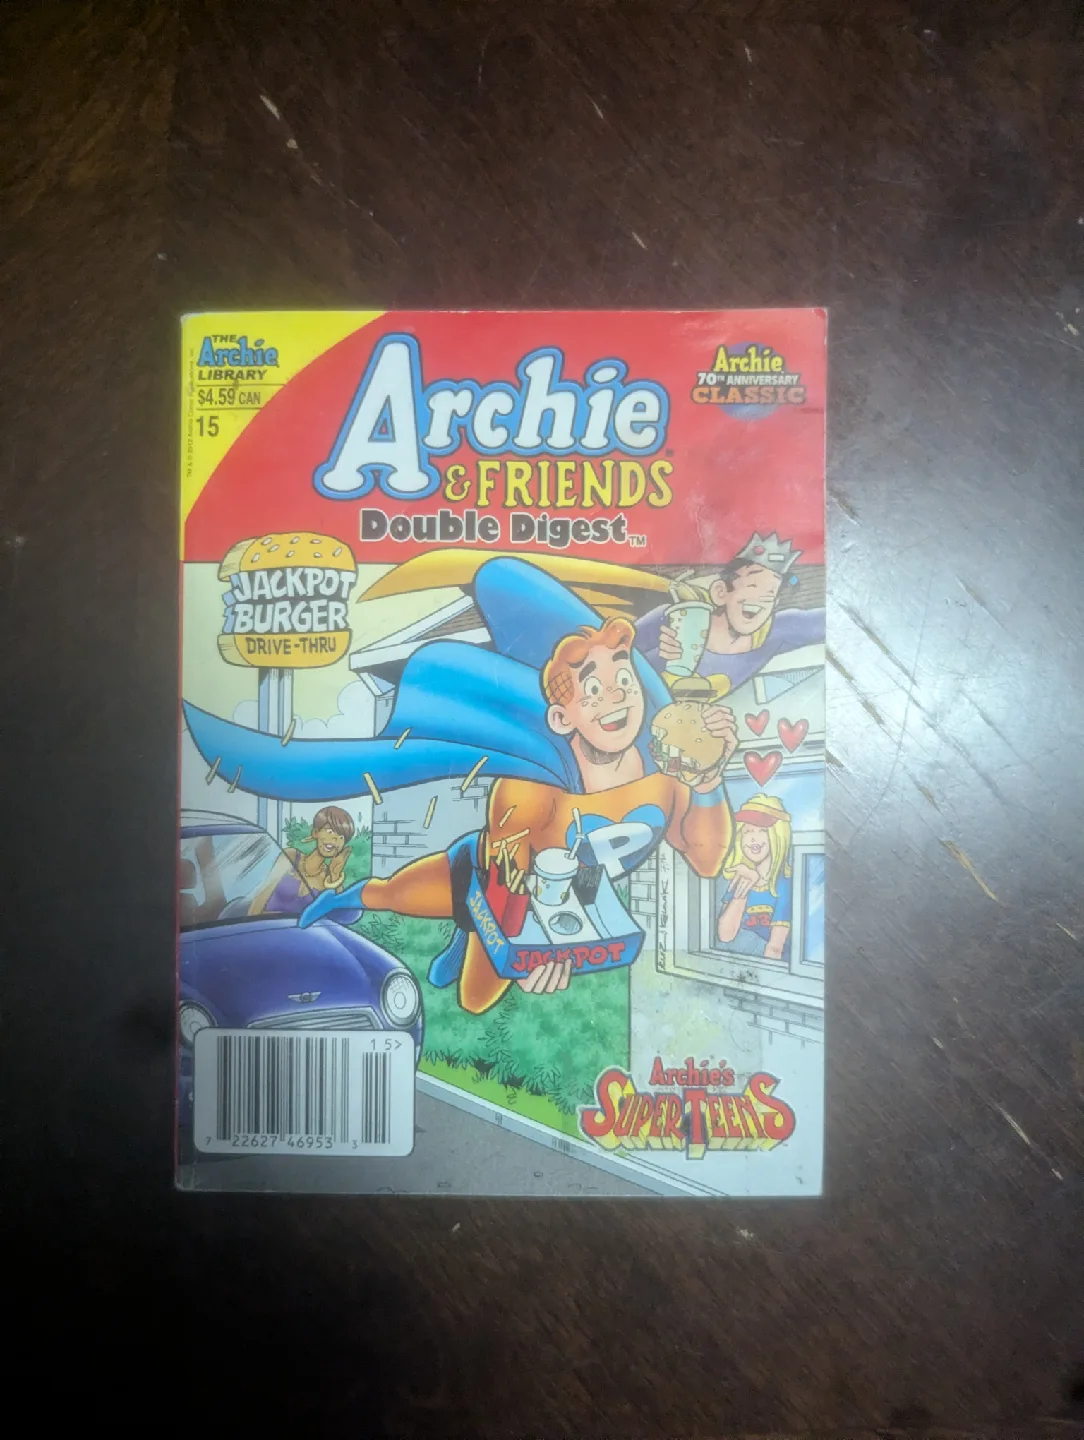 THE
Archie
LIBRARY
$4.59 CAN
15
Archie
& FRIENDS
Double Digest™
Archie
70TH ANNIVERSARY
CLASSIC
JACKPOT
BURGER
DRIVE-THRU
P
JACKPOT
JACKPOT
Archie's
SUPER TEENS
15>
7 22627 46953 3